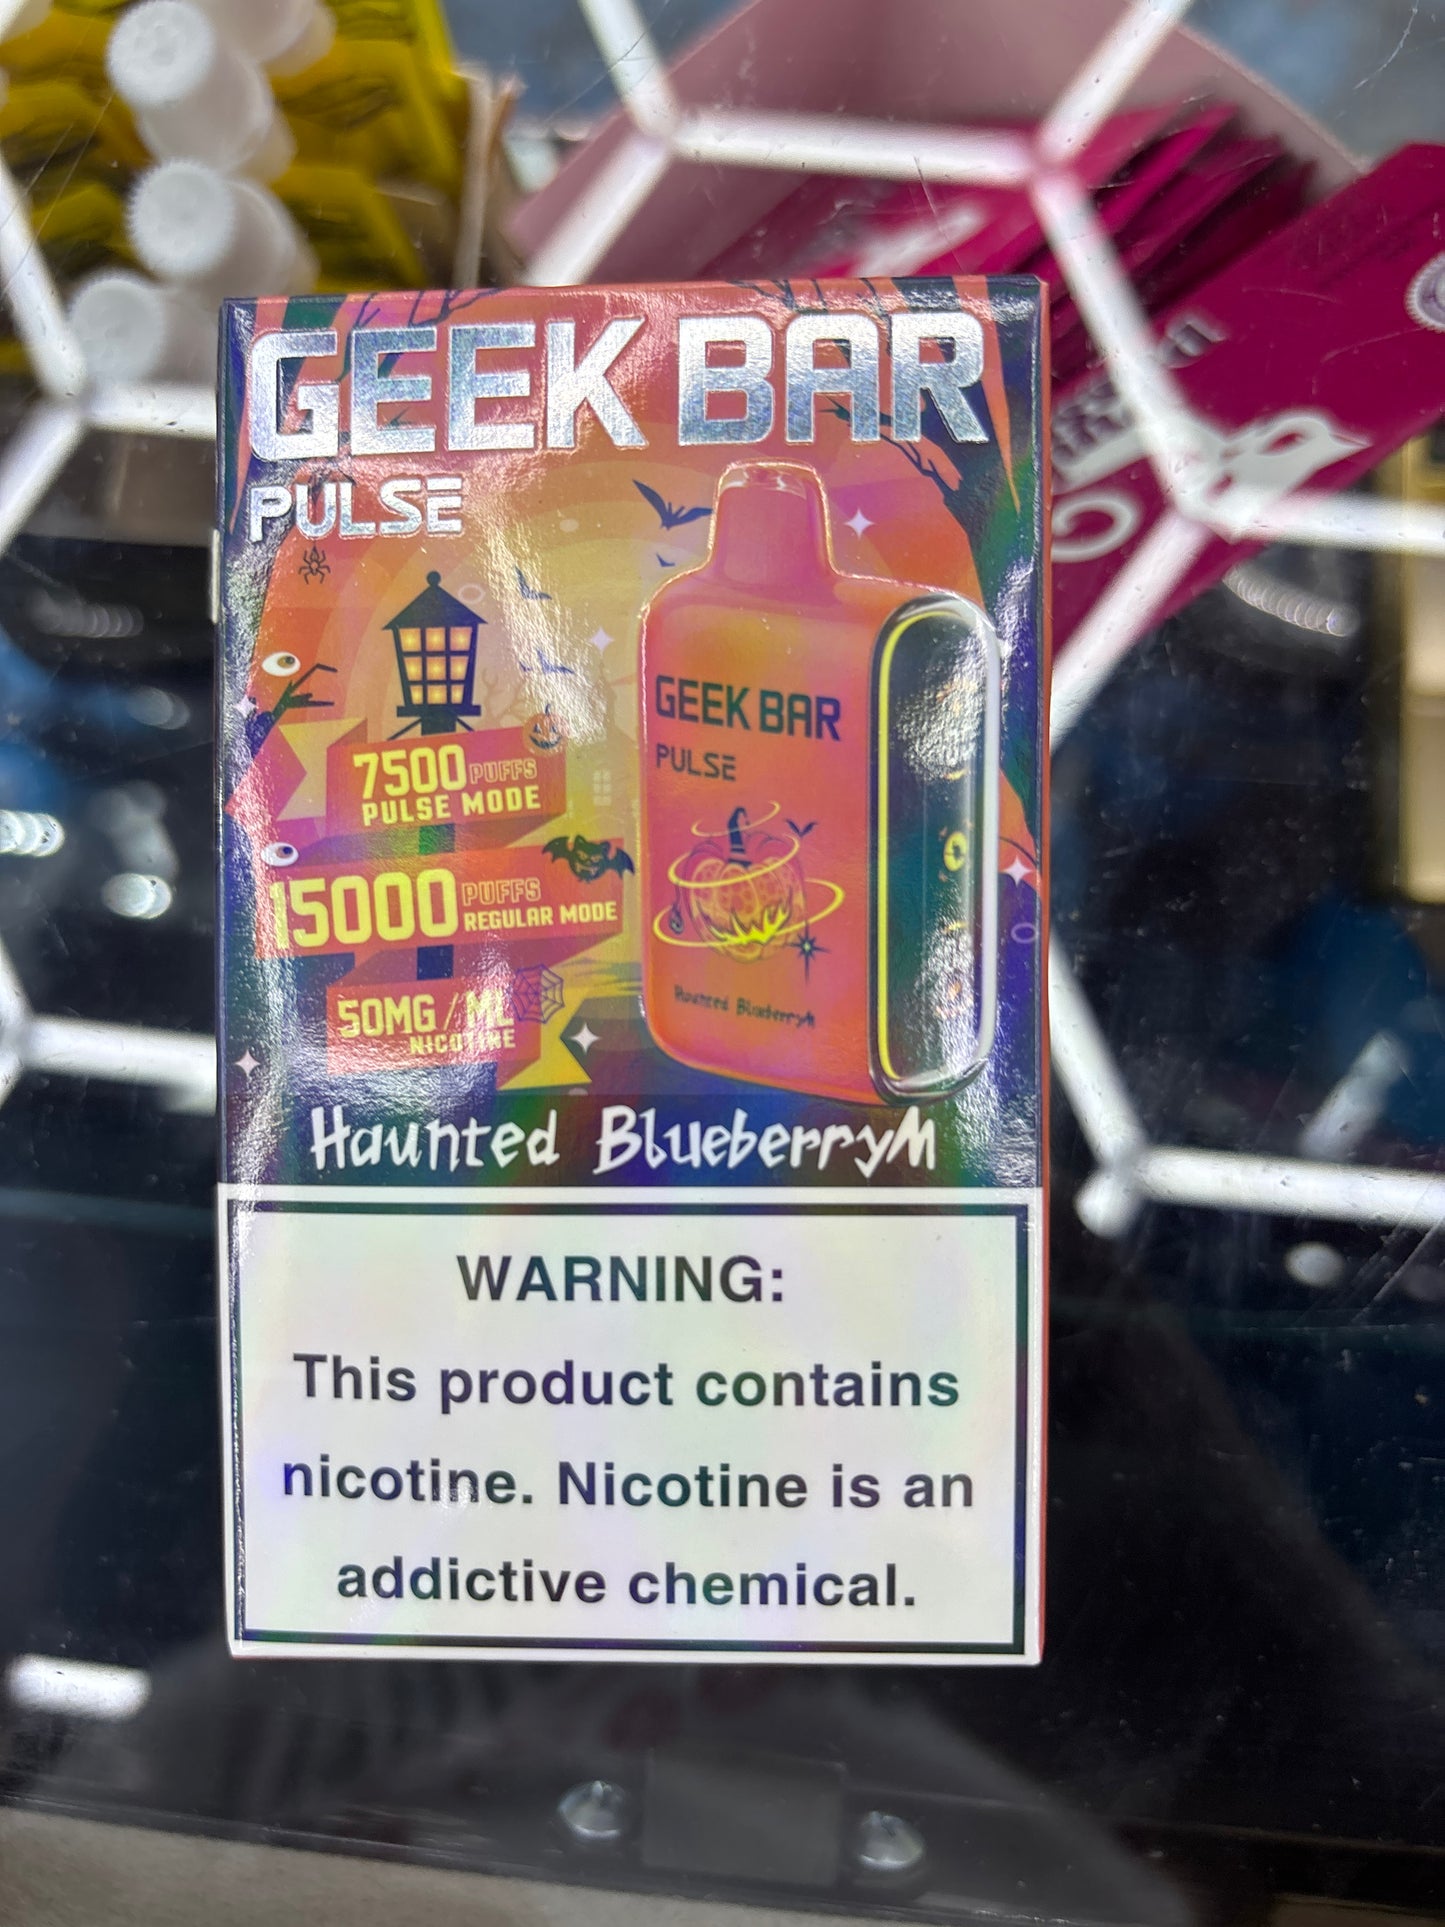 GEEK BAR
PULSE
7500 PUFFS
PULSE MODE
15000 PUFFS
REGULAR MODE
50MG/ML
NICOTINE
GEEK BAR
PULSE
Haunted BlueberryM
Haunted BlueberryM
WARNING:
This product contains
nicotine. Nicotine is an
addictive chemical.